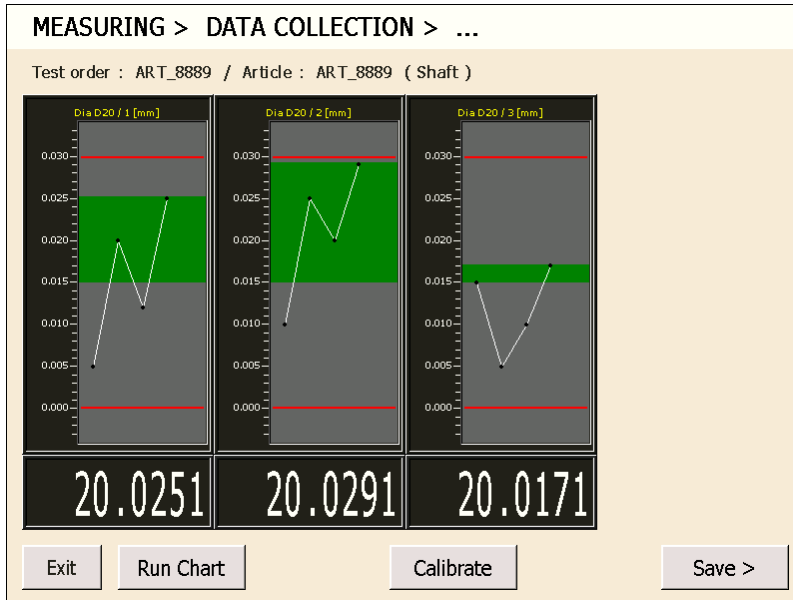 MEASURING > DATA COLLECTION > ...
Test order : ART_8889 / Article : ART_8889 ( Shaft )
Dia D20 / 1 [mm]
0.030
0.025
0.020
0.015
0.010
0.005
0.000
20.0251
Dia D20 / 2 [mm]
0.030
0.025
0.020
0.015
0.010
0.005
0.000
20.0291
Dia D20 / 3 [mm]
0.030
0.025
0.020
0.015
0.010
0.005
0.000
20.0171
Exit
Run Chart
Calibrate
Save >